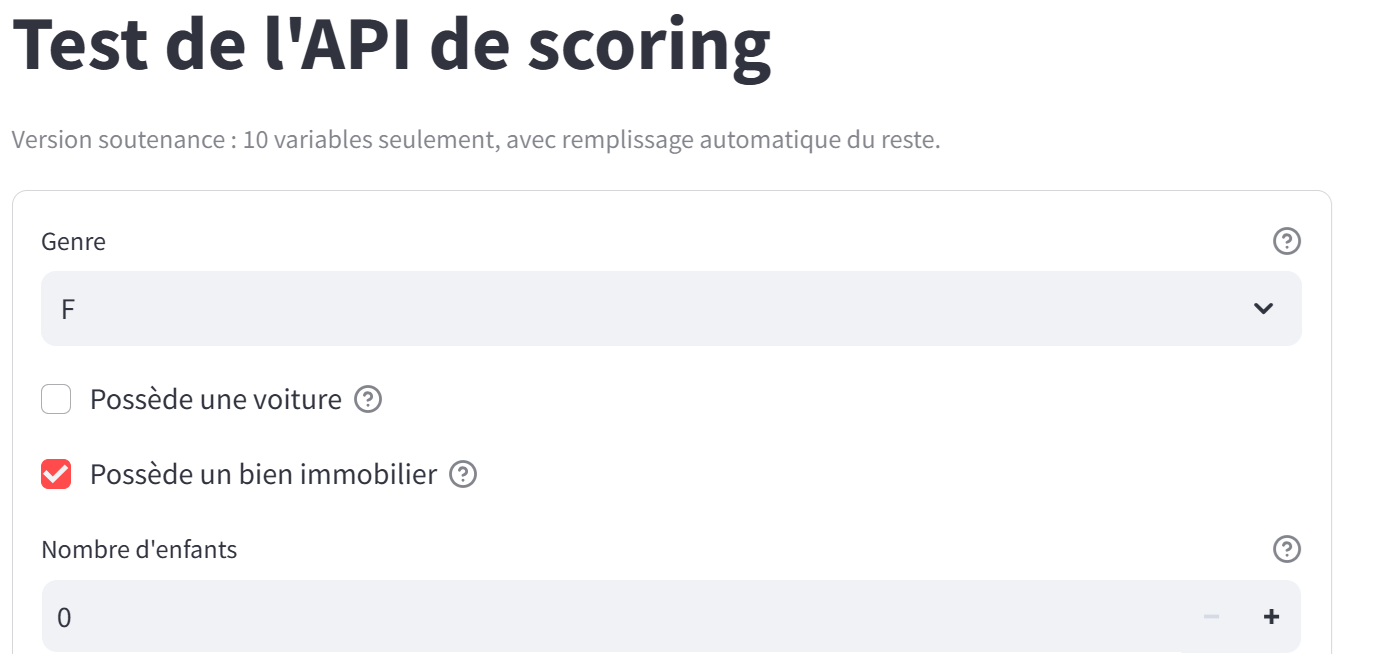 Test de l'API de scoring
Version soutenance : 10 variables seulement, avec remplissage automatique du reste.
Genre
F
Possède une voiture
Possède un bien immobilier
Nombre d'enfants
0